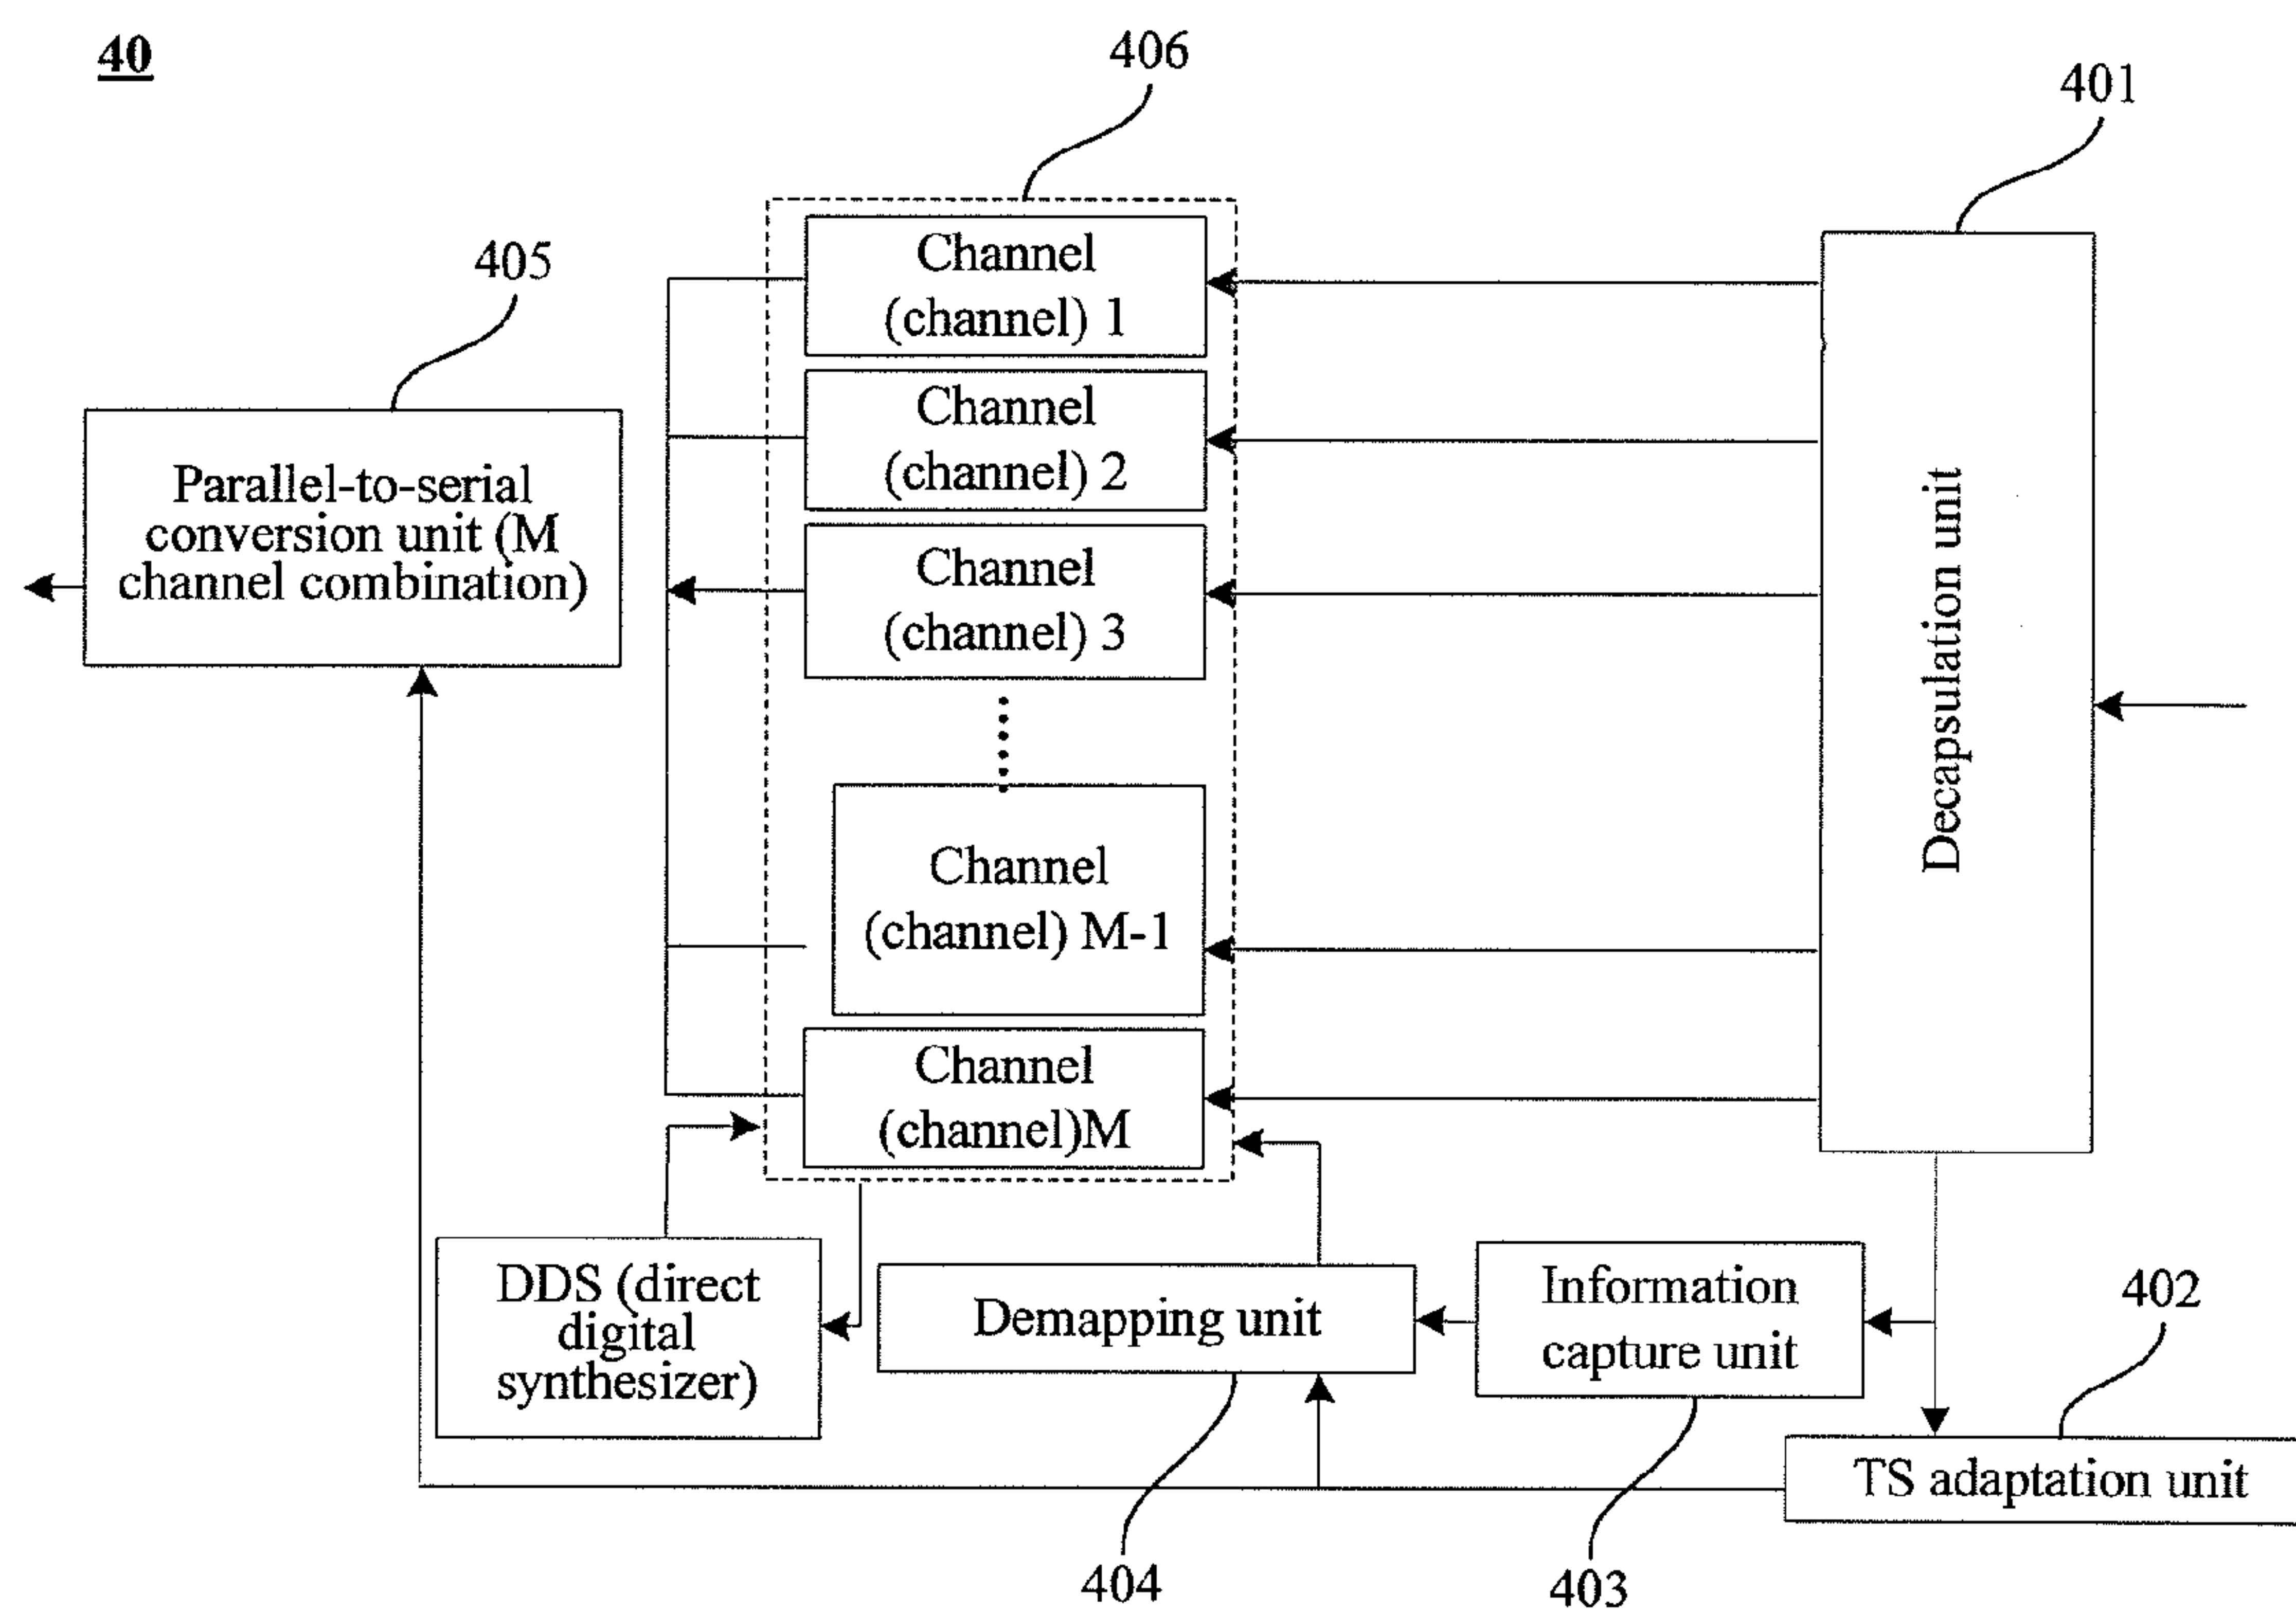 40
406
401
405
Channel
(channel) 1
Channel
(channel) 2
Parallel-to-serial
conversion unit (M
channel combination)
Channel
(channel) 3
Decapsulation unit
Channel
(channel) M-1
Channel
(channel)M
DDS (direct
digital
synthesizer)
Demapping unit
Information
capture unit
402
TS adaptation unit
404
403